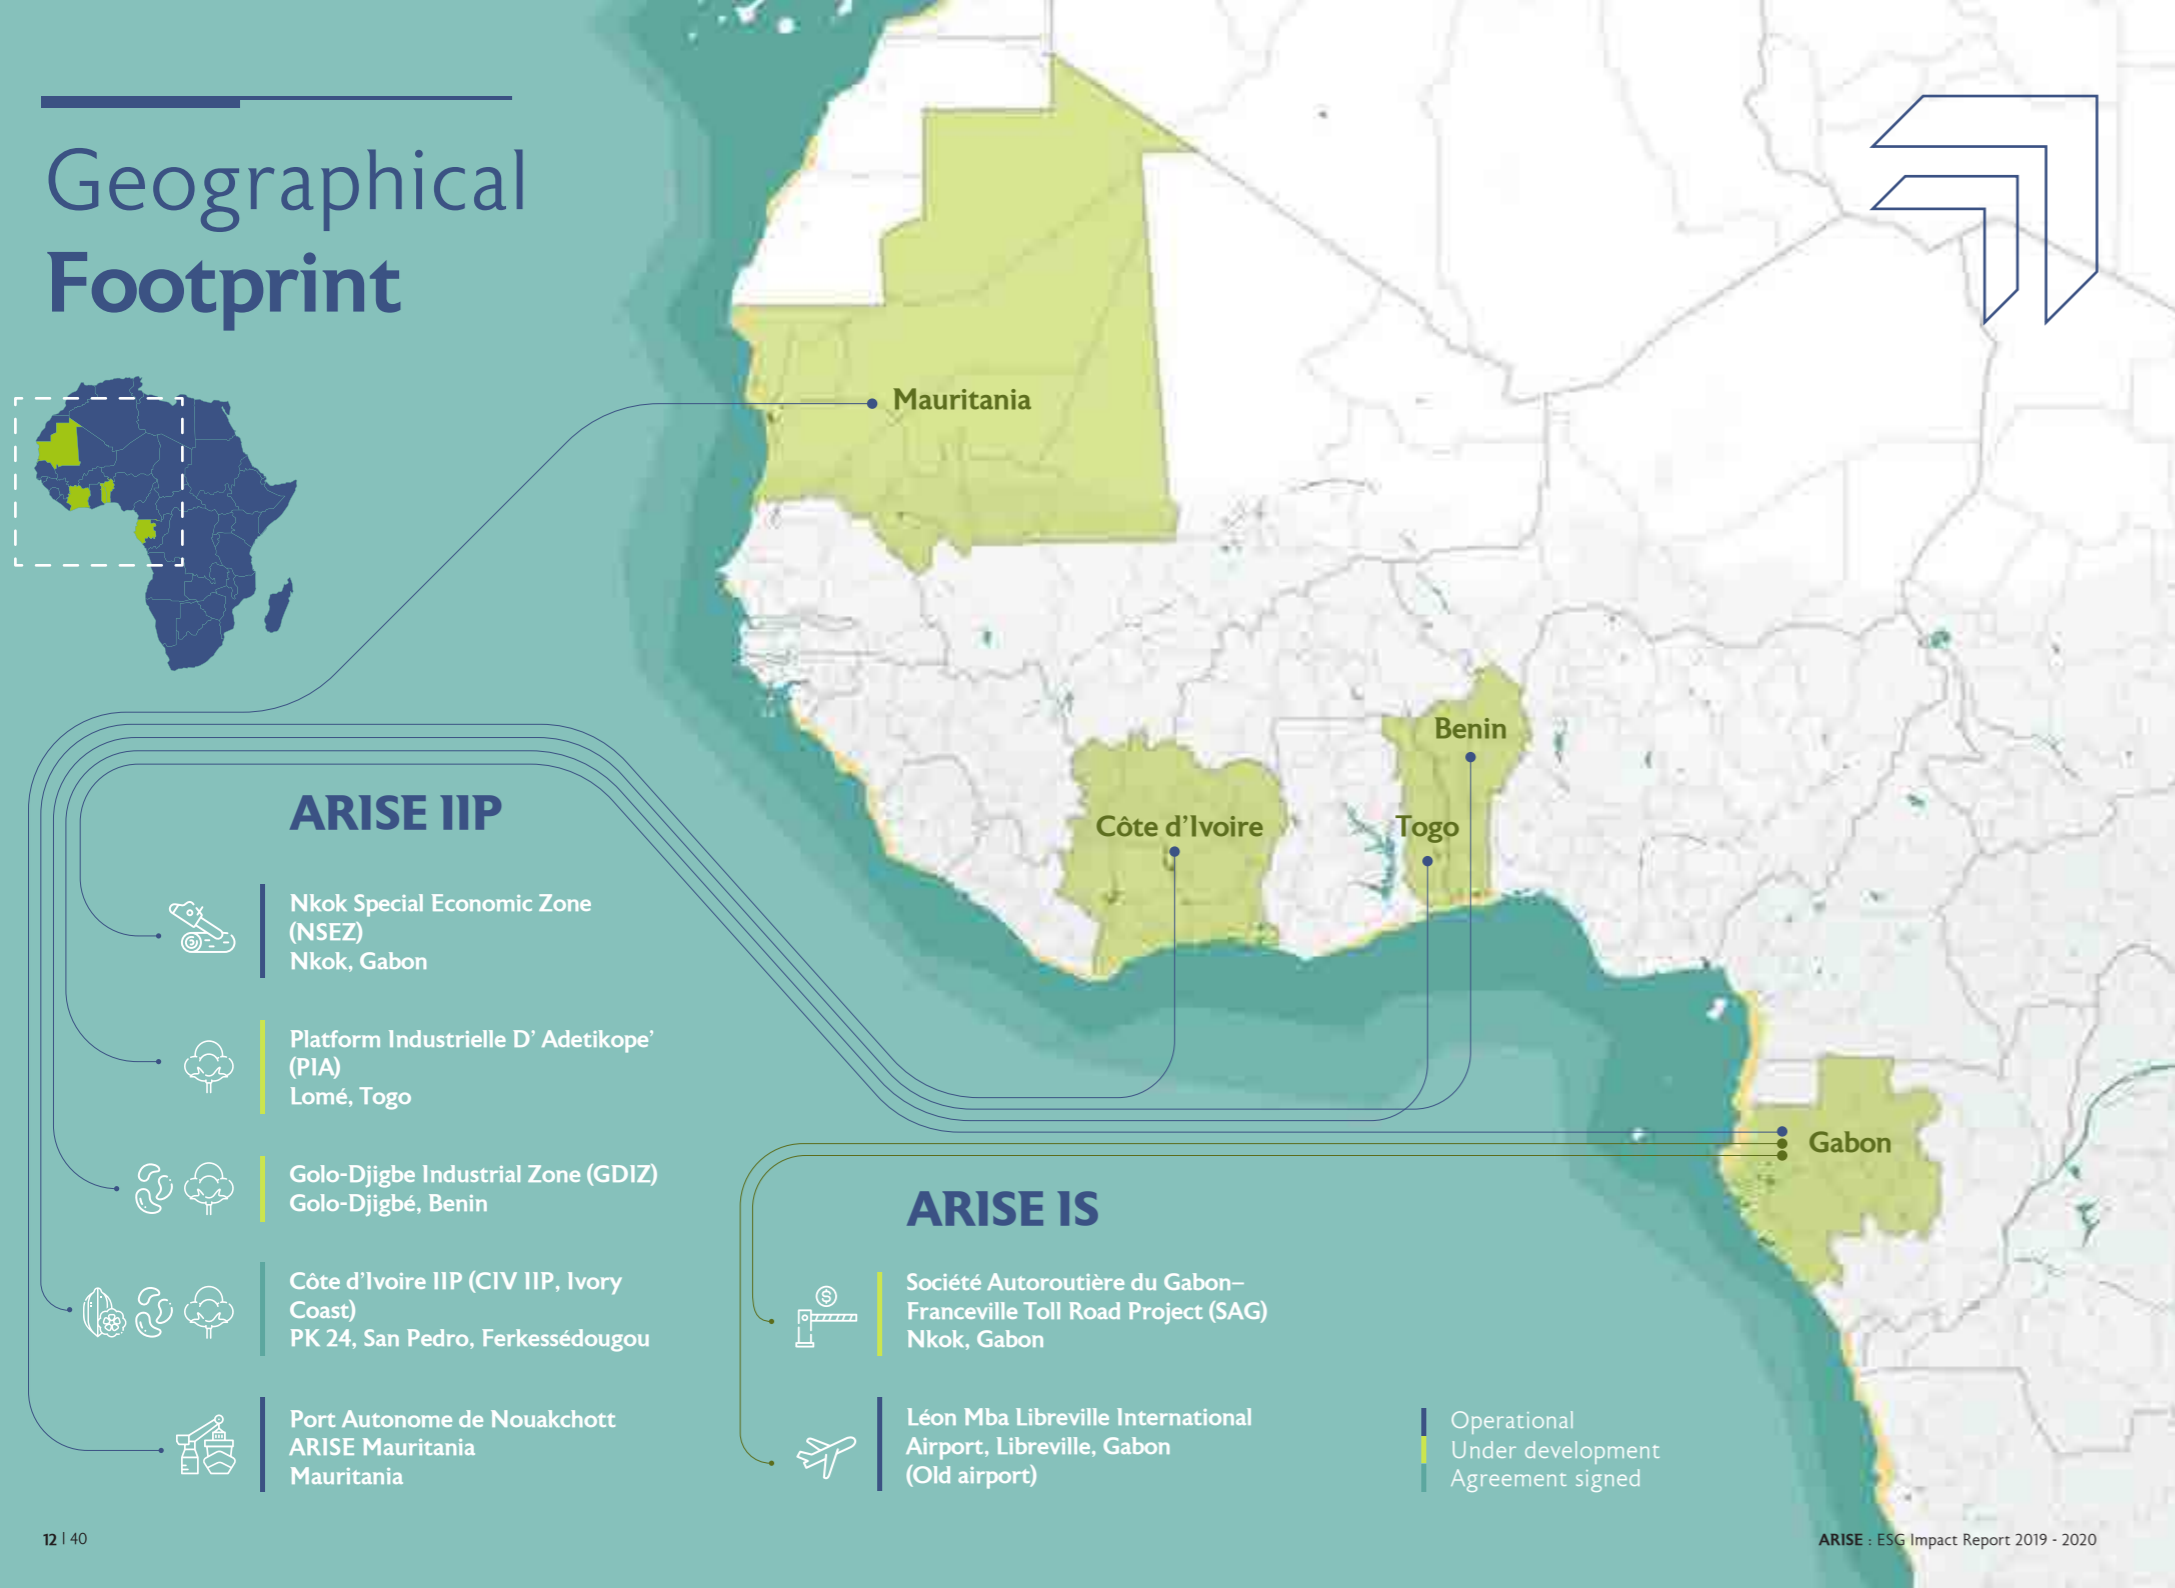 Geographical
Footprint
Mauritania
Benin
Côte d’Ivoire
Togo
Gabon
ARISE IIP
Nkok Special Economic Zone
(NSEZ)
Nkok, Gabon
Platform Industrielle D’ Adetikope’
(PIA)
Lomé, Togo
Golo-Djigbe Industrial Zone (GDIZ)
Golo-Djigbé, Benin
Côte d’Ivoire IIP (CIV IIP, Ivory
Coast)
PK 24, San Pedro, Ferkessédougou
Port Autonome de Nouakchott
ARISE Mauritania
Mauritania
ARISE IS
Société Autoroutière du Gabon–
Franceville Toll Road Project (SAG)
Nkok, Gabon
Léon Mba Libreville International
Airport, Libreville, Gabon
(Old airport)
Operational
Under development
Agreement signed
12 | 40
ARISE : ESG Impact Report 2019 - 2020